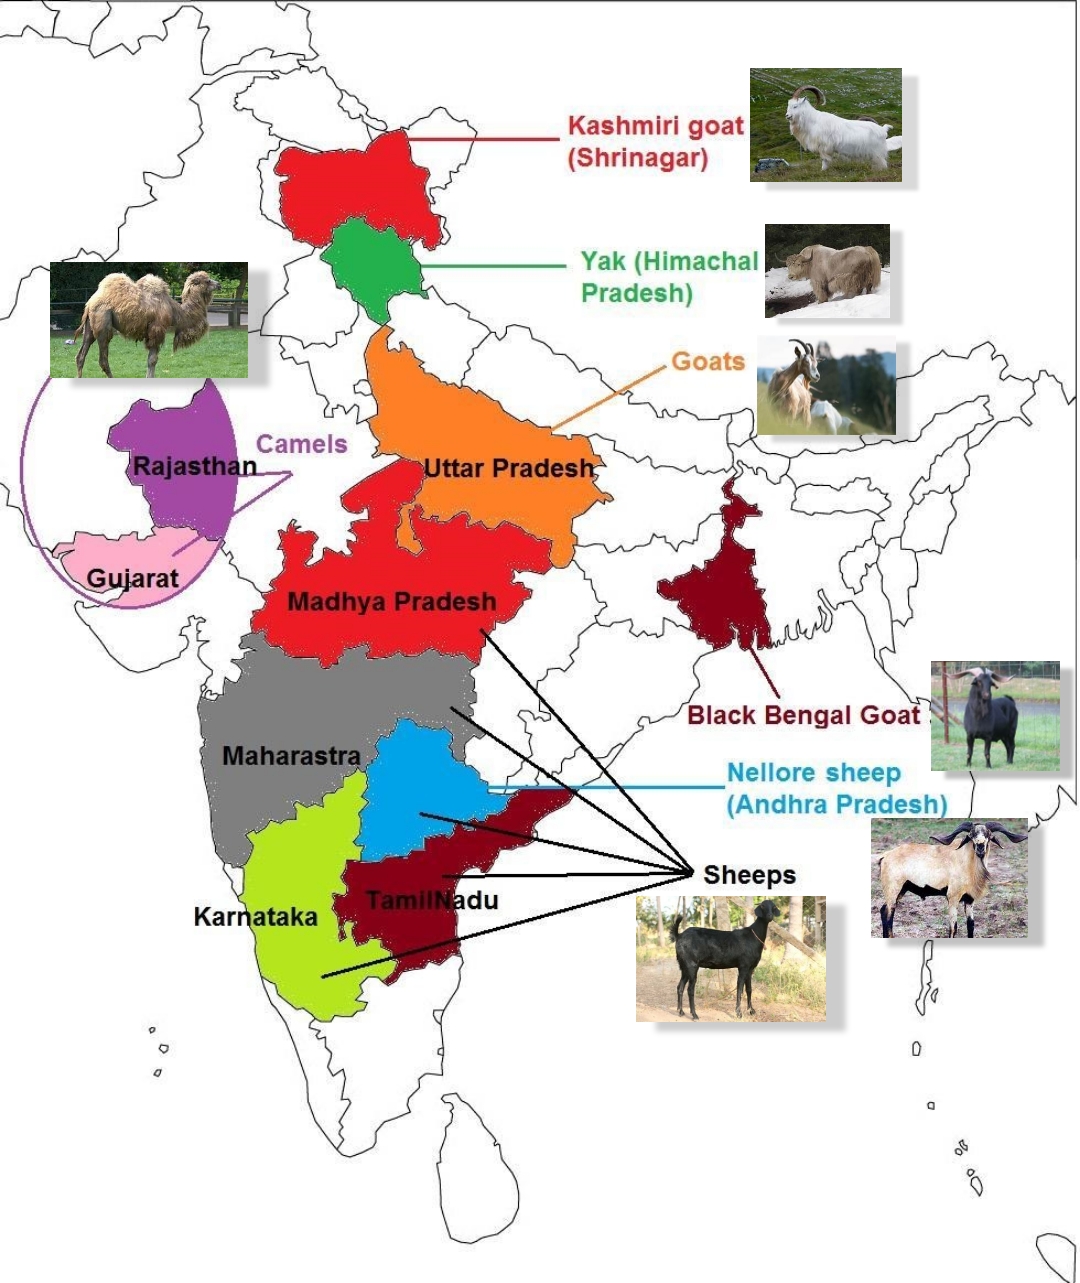 Kashmiri goat
(Shrinagar)
Yak (Himachal
Pradesh)
Goats
Camels
Rajasthan
Uttar Pradesh
Gujarat
Madhya Pradesh
Black Bengal Goat
Maharastra
Nellore sheep
(Andhra Pradesh)
Sheeps
TamilNadu
Karnataka